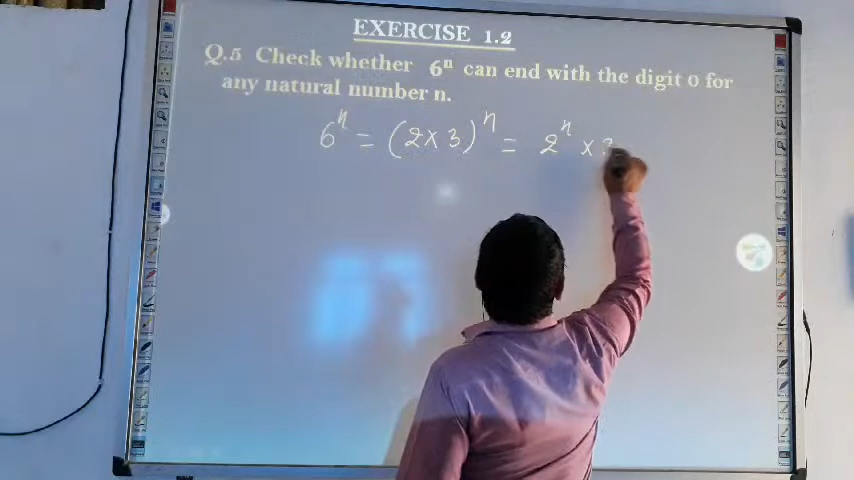 EXERCISE 1.2
Q.5 Check whether 6ⁿ can end with the digit 0 for
any natural number n.
6ⁿ = (2 × 3)ⁿ = 2ⁿ × 3